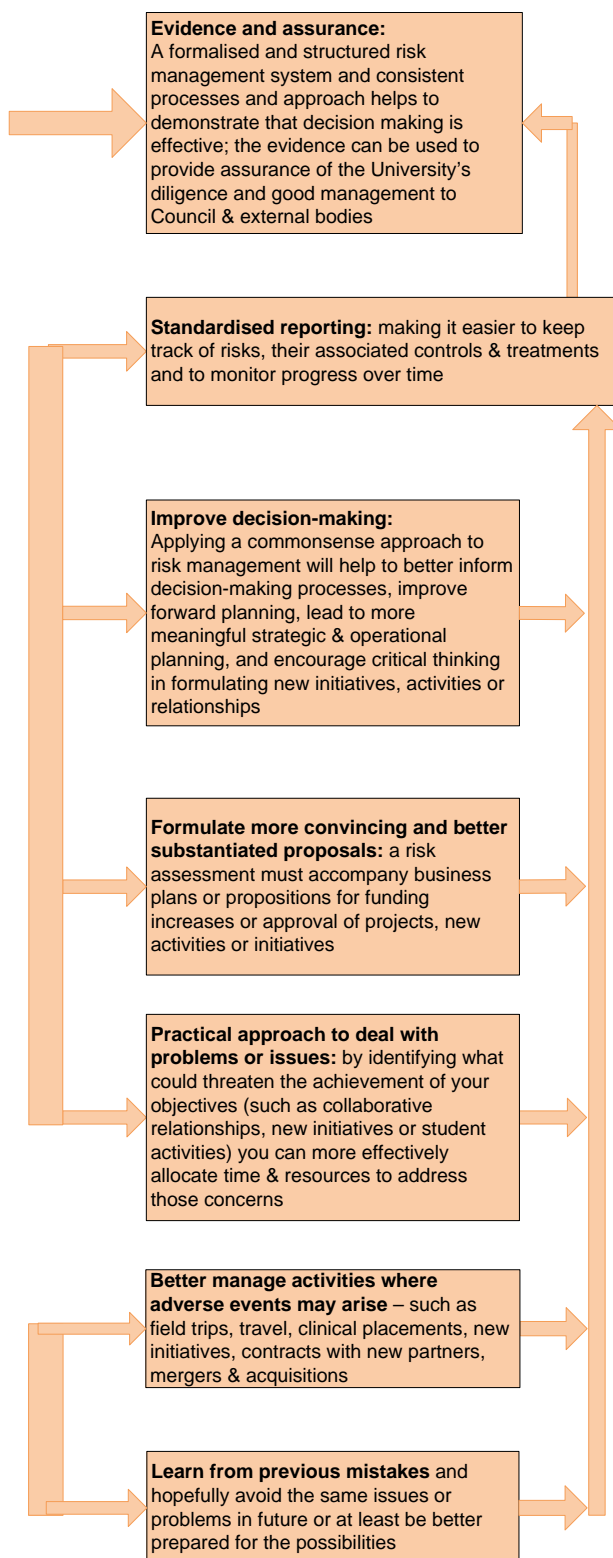 Evidence and assurance:
A formalised and structured risk
management system and consistent
processes and approach helps to
demonstrate that decision making is
effective; the evidence can be used to
provide assurance of the University's
diligence and good management to
Council & external bodies
Standardised reporting: making it easier to keep
track of risks, their associated controls & treatments
and to monitor progress over time
Improve decision-making:
Applying a commonsense approach to
risk management will help to better inform
decision-making processes, improve
forward planning, lead to more
meaningful strategic & operational
planning, and encourage critical thinking
in formulating new initiatives, activities or
relationships
Formulate more convincing and better
substantiated proposals: a risk
assessment must accompany business
plans or propositions for funding
increases or approval of projects, new
activities or initiatives
Practical approach to deal with
problems or issues: by identifying what
could threaten the achievement of your
objectives (such as collaborative
relationships, new initiatives or student
activities) you can more effectively
allocate time & resources to address
those concerns
Better manage activities where
adverse events may arise – such as
field trips, travel, clinical placements, new
initiatives, contracts with new partners,
mergers & acquisitions
Learn from previous mistakes and
hopefully avoid the same issues or
problems in future or at least be better
prepared for the possibilities